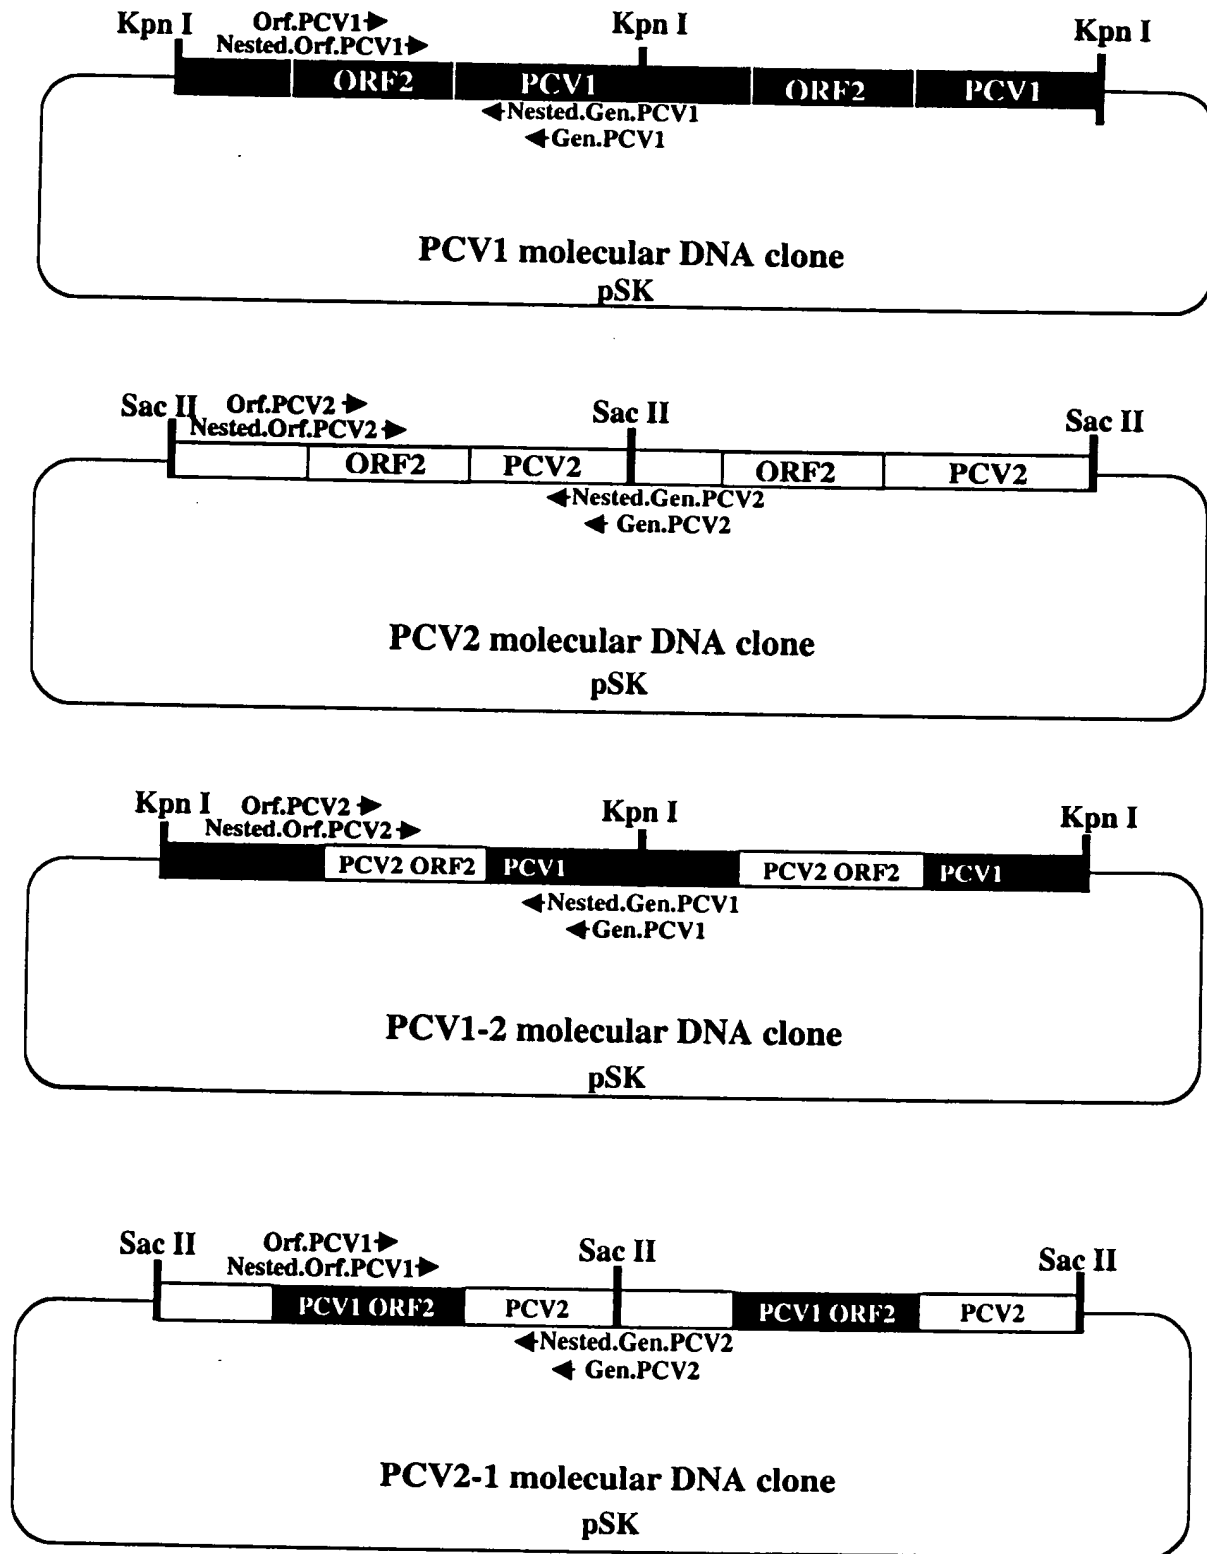 Kpn I
Orf.PCV1
Nested.Orf.PCV1
Kpn I
Kpn I
ORF2
PCV1
ORF2
PCV1
Nested.Gen.PCV1
Gen.PCV1
PCV1 molecular DNA clone
pSK
Sac II
Orf.PCV2
Nested.Orf.PCV2
Sac II
Sac II
ORF2
PCV2
ORF2
PCV2
Nested.Gen.PCV2
Gen.PCV2
PCV2 molecular DNA clone
pSK
Kpn I
Orf.PCV2
Nested.Orf.PCV2
Kpn I
Kpn I
PCV2 ORF2
PCV1
PCV2 ORF2
PCV1
Nested.Gen.PCV1
Gen.PCV1
PCV1-2 molecular DNA clone
pSK
Sac II
Orf.PCV1
Nested.Orf.PCV1
Sac II
Sac II
PCV1 ORF2
PCV2
PCV1 ORF2
PCV2
Nested.Gen.PCV2
Gen.PCV2
PCV2-1 molecular DNA clone
pSK